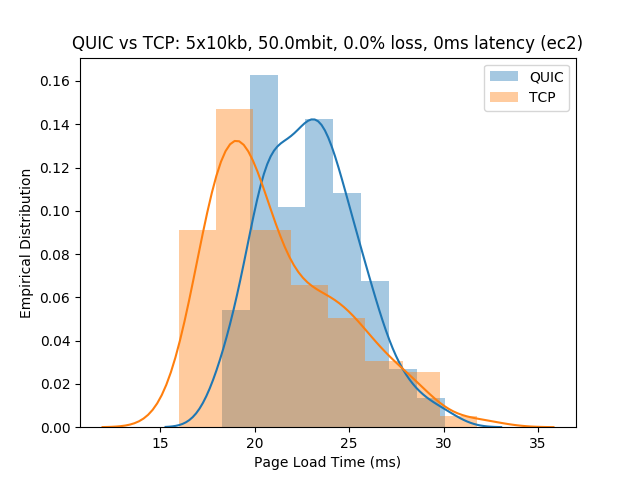 QUIC vs TCP: 5x10kb, 50.0mbit, 0.0% loss, 0ms latency (ec2)
QUIC
TCP
Empirical Distribution
0.16
0.14
0.12
0.10
0.08
0.06
0.04
0.02
0.00
15 20 25 30 35
Page Load Time (ms)